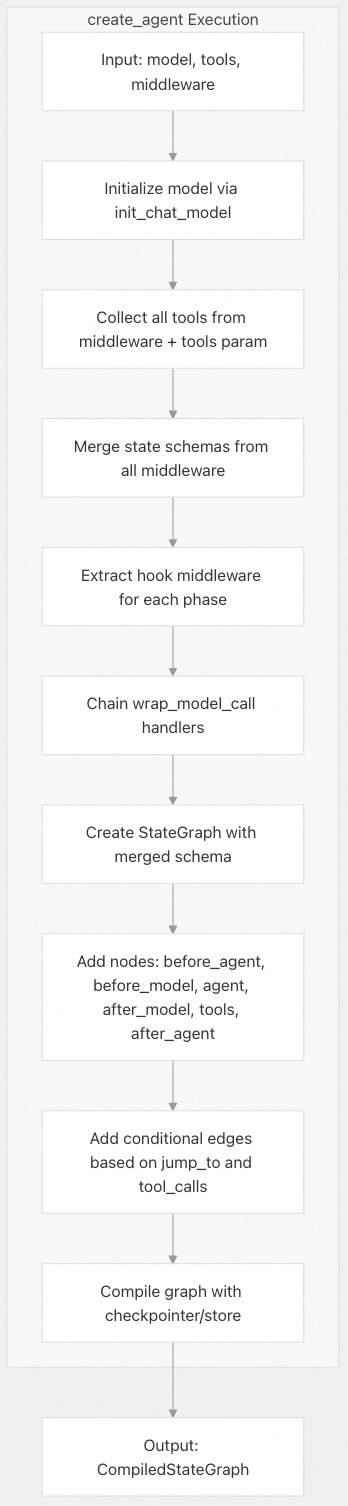 create_agent Execution
Input: model, tools,
middleware
Initialize model via
init_chat_model
Collect all tools from
middleware + tools param
Merge state schemas from
all middleware
Extract hook middleware
for each phase
Chain wrap_model_call
handlers
Create StateGraph with
merged schema
Add nodes: before_agent,
before_model, agent,
after_model, tools,
after_agent
Add conditional edges
based on jump_to and
tool_calls
Compile graph with
checkpointer/store
Output:
CompiledStateGraph